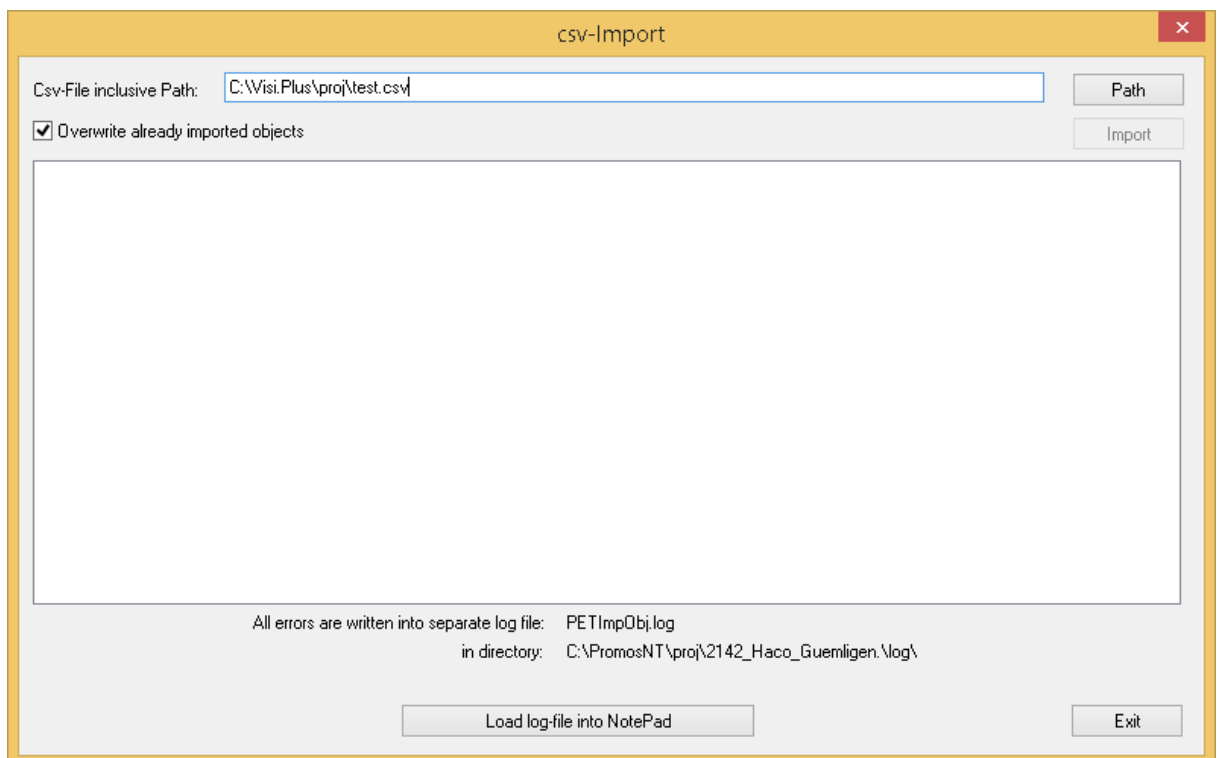 csv-Import
Csv-File inclusive Path: C:\Visi.Plus\proj\test.csv Path
Overwrite already imported objects Import
All errors are written into separate log file: PETImpObj.log
in directory: C:\PromosNT\proj\2142_Haco_Guemligen.\log\
Load log-file into NotePad Exit